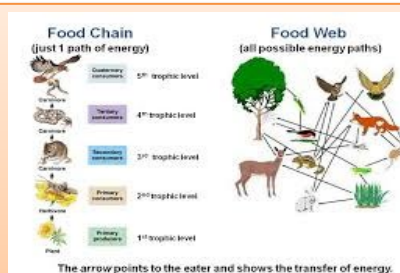 Food Chain
(just 1 path of energy)
Quaternary
consumers
5th trophic level
Carnivore
Tertiary
consumers
4th trophic level
Carnivore
Secondary
consumers
3rd trophic level
Carnivore
Primary
consumers
2nd trophic level
Herbivore
Primary
producers
1st trophic level
Plant
Food Web
(all possible energy paths)
The arrow points to the eater and shows the transfer of energy.